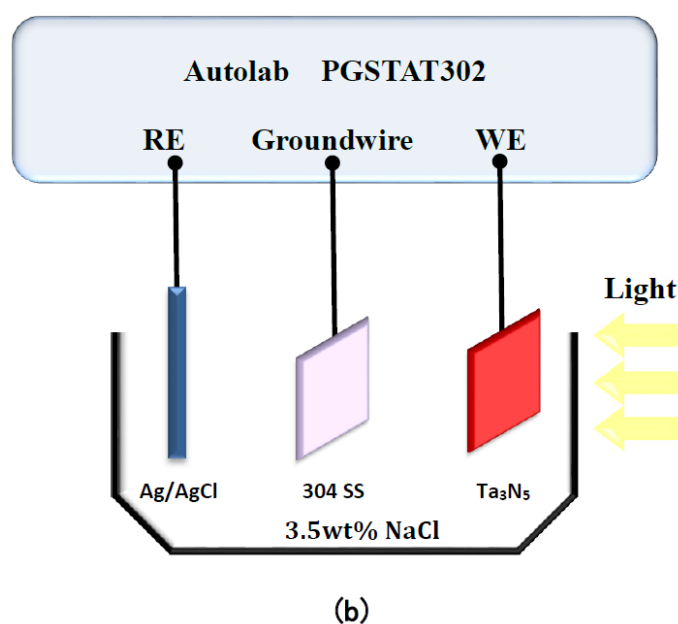 Autolab PGSTAT302
RE Groundwire WE
Light
Ag/AgCl 304 SS Ta₃N₅
3.5wt% NaCl
(b)